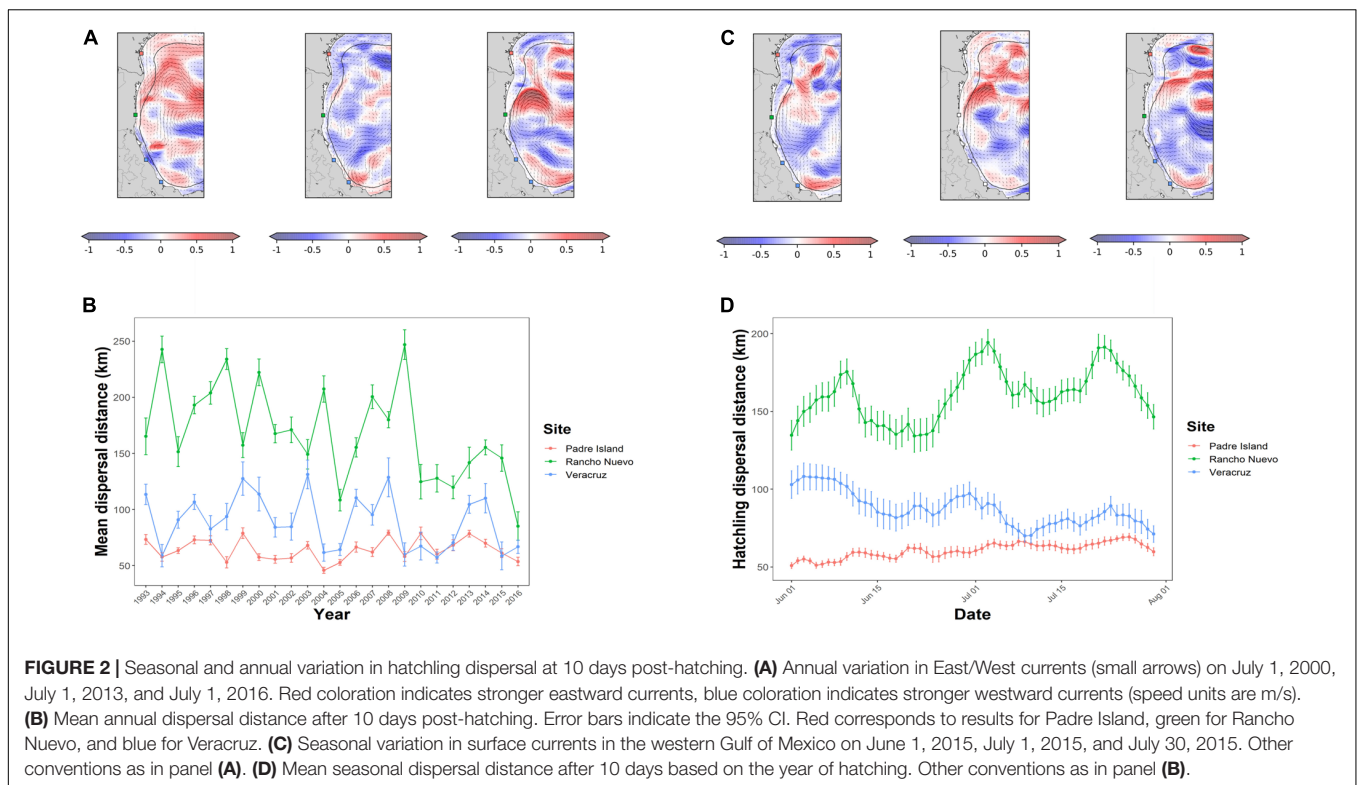 A
C
-1 -0.5 0 0.5 1
-1 -0.5 0 0.5 1
-1 -0.5 0 0.5 1
-1 -0.5 0 0.5 1
-1 -0.5 0 0.5 1
-1 -0.5 0 0.5 1
B
Mean dispersal distance (km)
250
200
150
100
50
1993 1994 1995 1996 1997 1998 1999 2000 2001 2002 2003 2004 2005 2006 2007 2008 2009 2010 2011 2012 2013 2014 2015 2016
Year
Site
Padre Island
Rancho Nuevo
Veracruz
D
Hatchling dispersal distance (km)
200
150
100
50
Jun 01 Jun 15 Jul 01 Jul 15 Aug 01
Date
Site
Padre Island
Rancho Nuevo
Veracruz
FIGURE 2 | Seasonal and annual variation in hatchling dispersal at 10 days post-hatching. (A) Annual variation in East/West currents (small arrows) on July 1, 2000,
July 1, 2013, and July 1, 2016. Red coloration indicates stronger eastward currents, blue coloration indicates stronger westward currents (speed units are m/s).
(B) Mean annual dispersal distance after 10 days post-hatching. Error bars indicate the 95% CI. Red corresponds to results for Padre Island, green for Rancho
Nuevo, and blue for Veracruz. (C) Seasonal variation in surface currents in the western Gulf of Mexico on June 1, 2015, July 1, 2015, and July 30, 2015. Other
conventions as in panel (A). (D) Mean seasonal dispersal distance after 10 days based on the year of hatching. Other conventions as in panel (B).